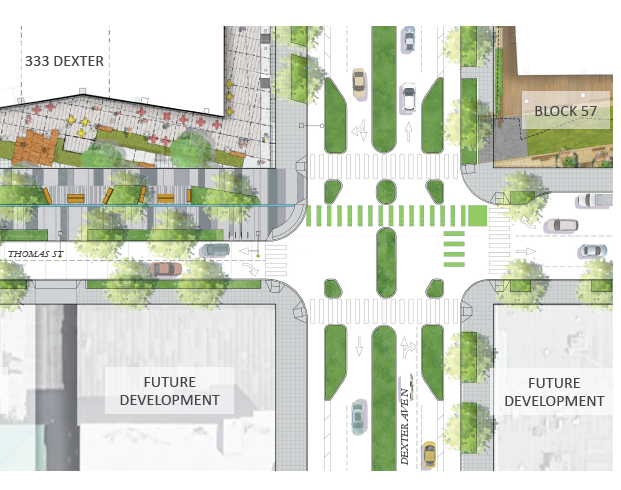 333 DEXTER
BLOCK 57
THOMAS ST
FUTURE
DEVELOPMENT
DEXTER AVE N
FUTURE
DEVELOPMENT